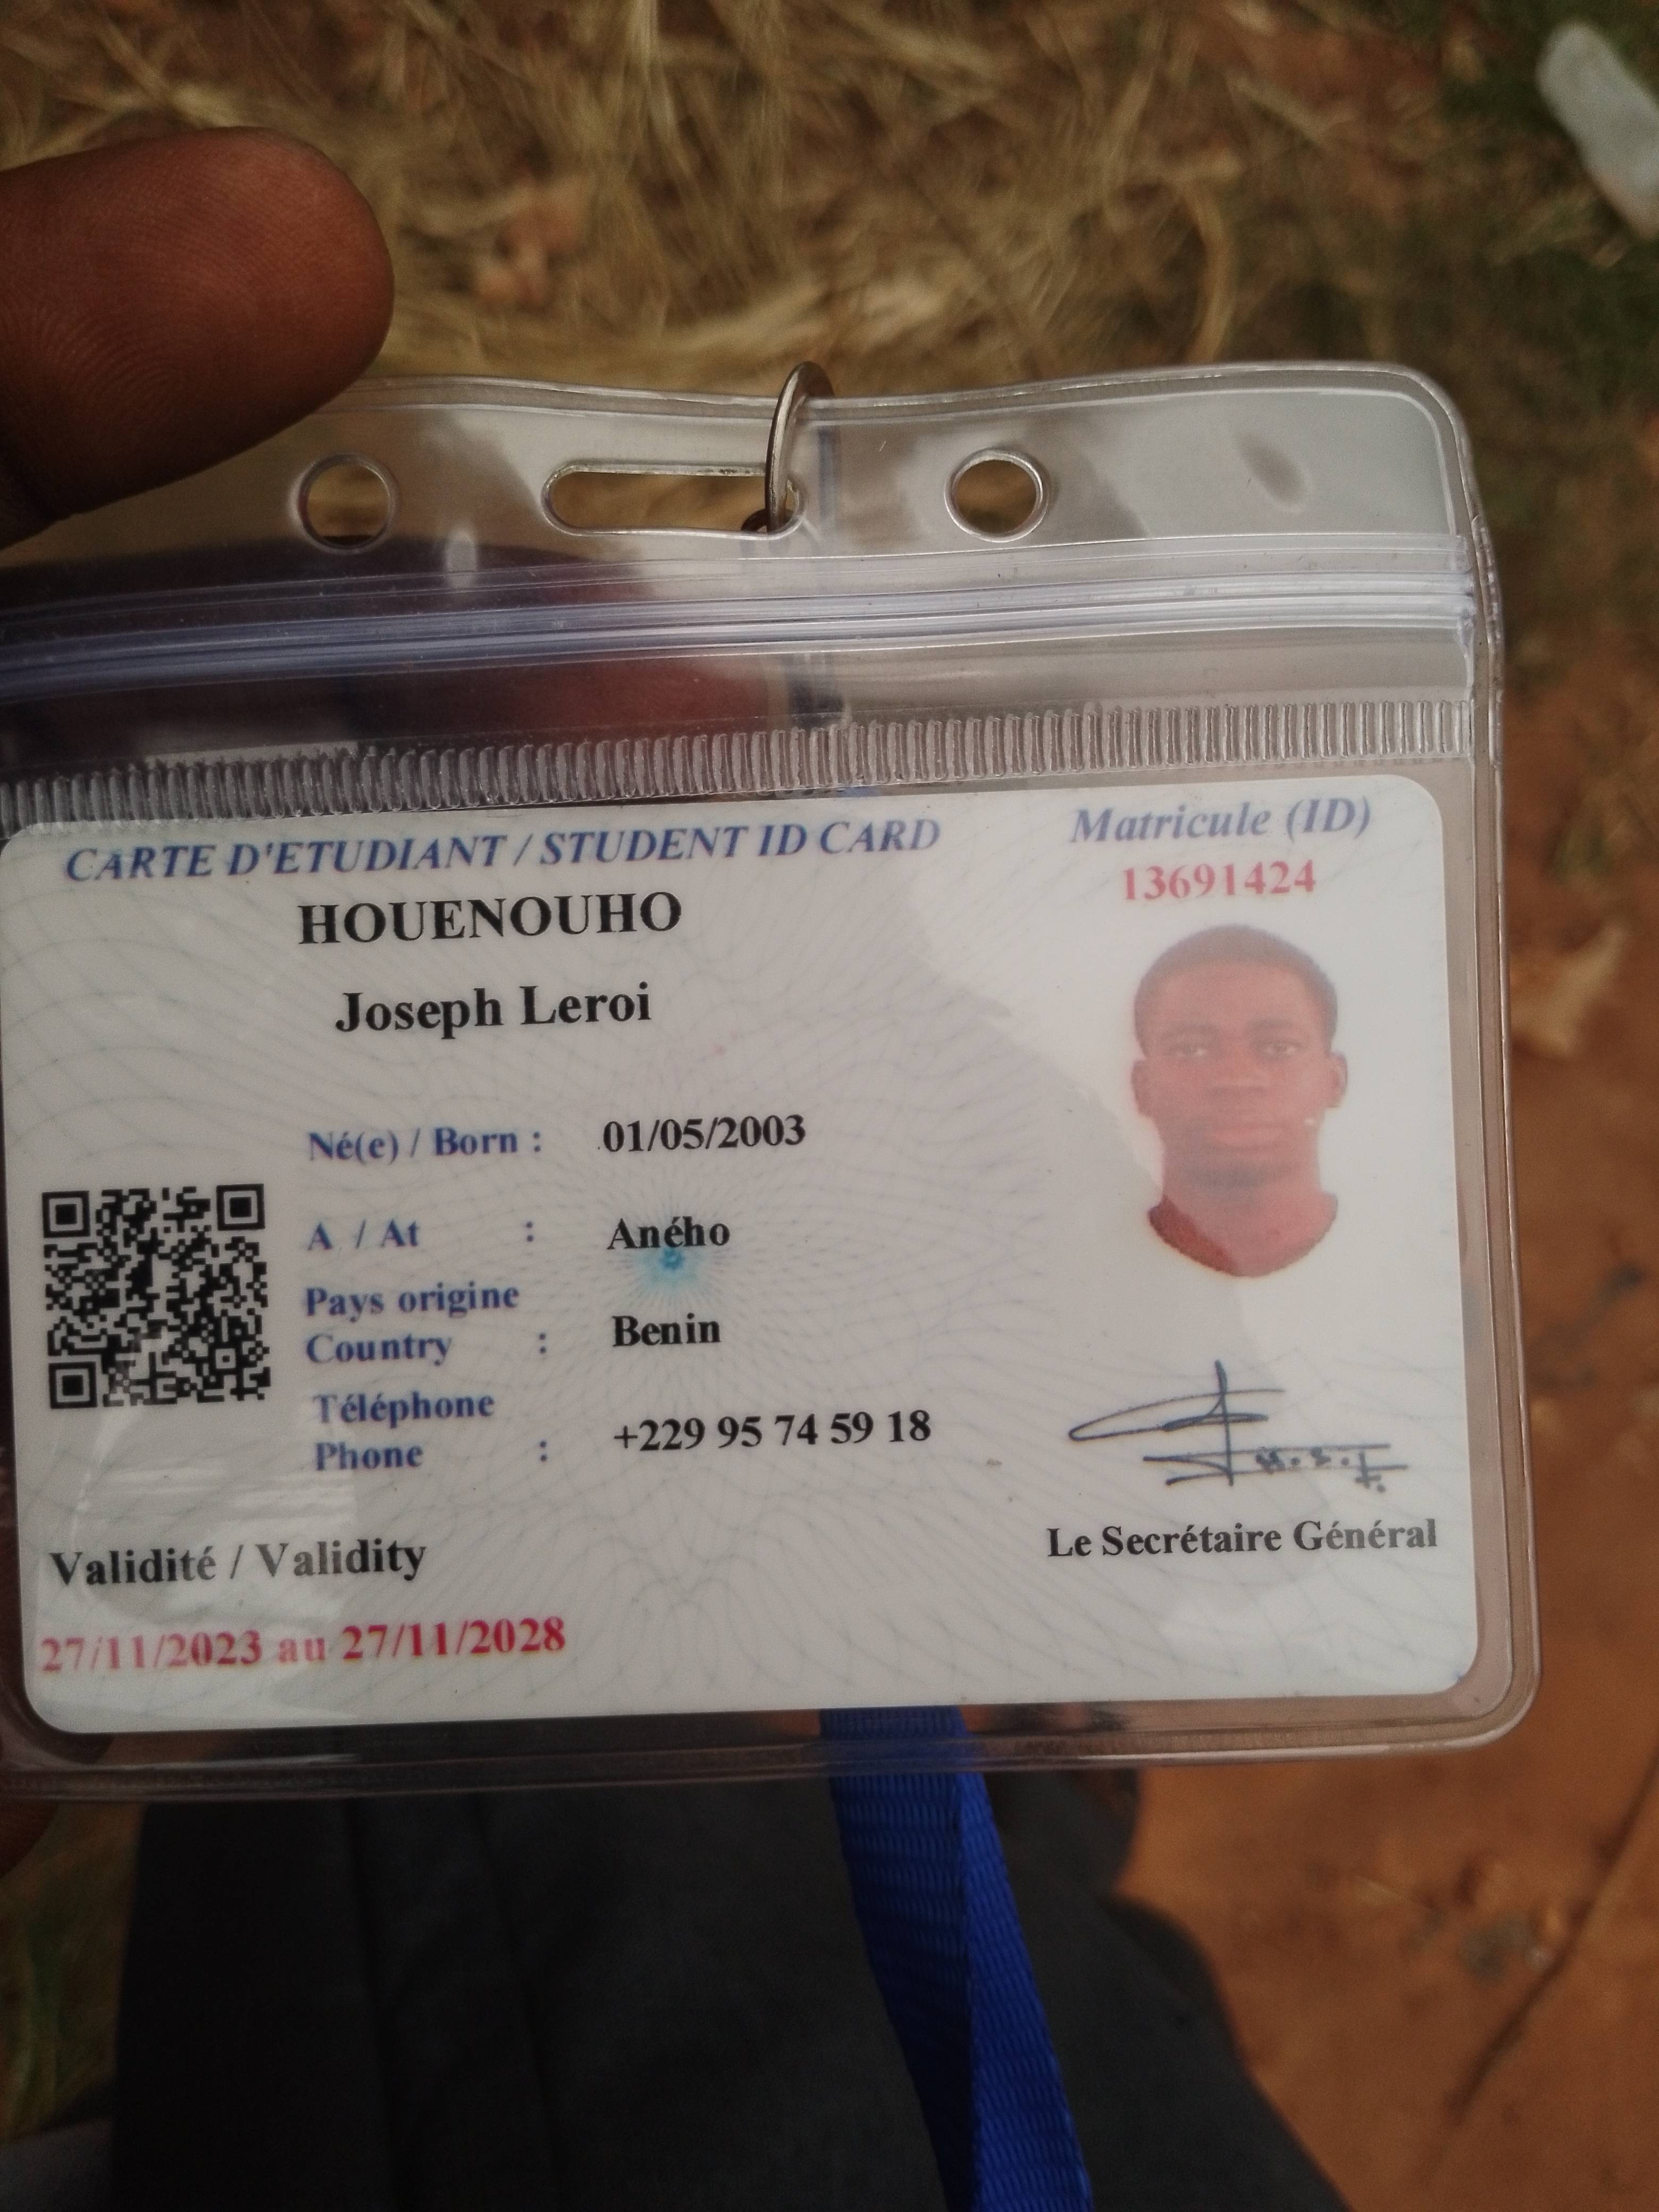 CARTE D'ETUDIANT / STUDENT ID CARD
Matricule (ID)
13691424
HOUENOUHO
Joseph Leroi
Né(e) / Born : 01/05/2003
A / At : Aného
Pays origine
Country : Benin
Téléphone
Phone : +229 95 74 59 18
Le Secrétaire Général
Validité / Validity
27/11/2023 au 27/11/2028